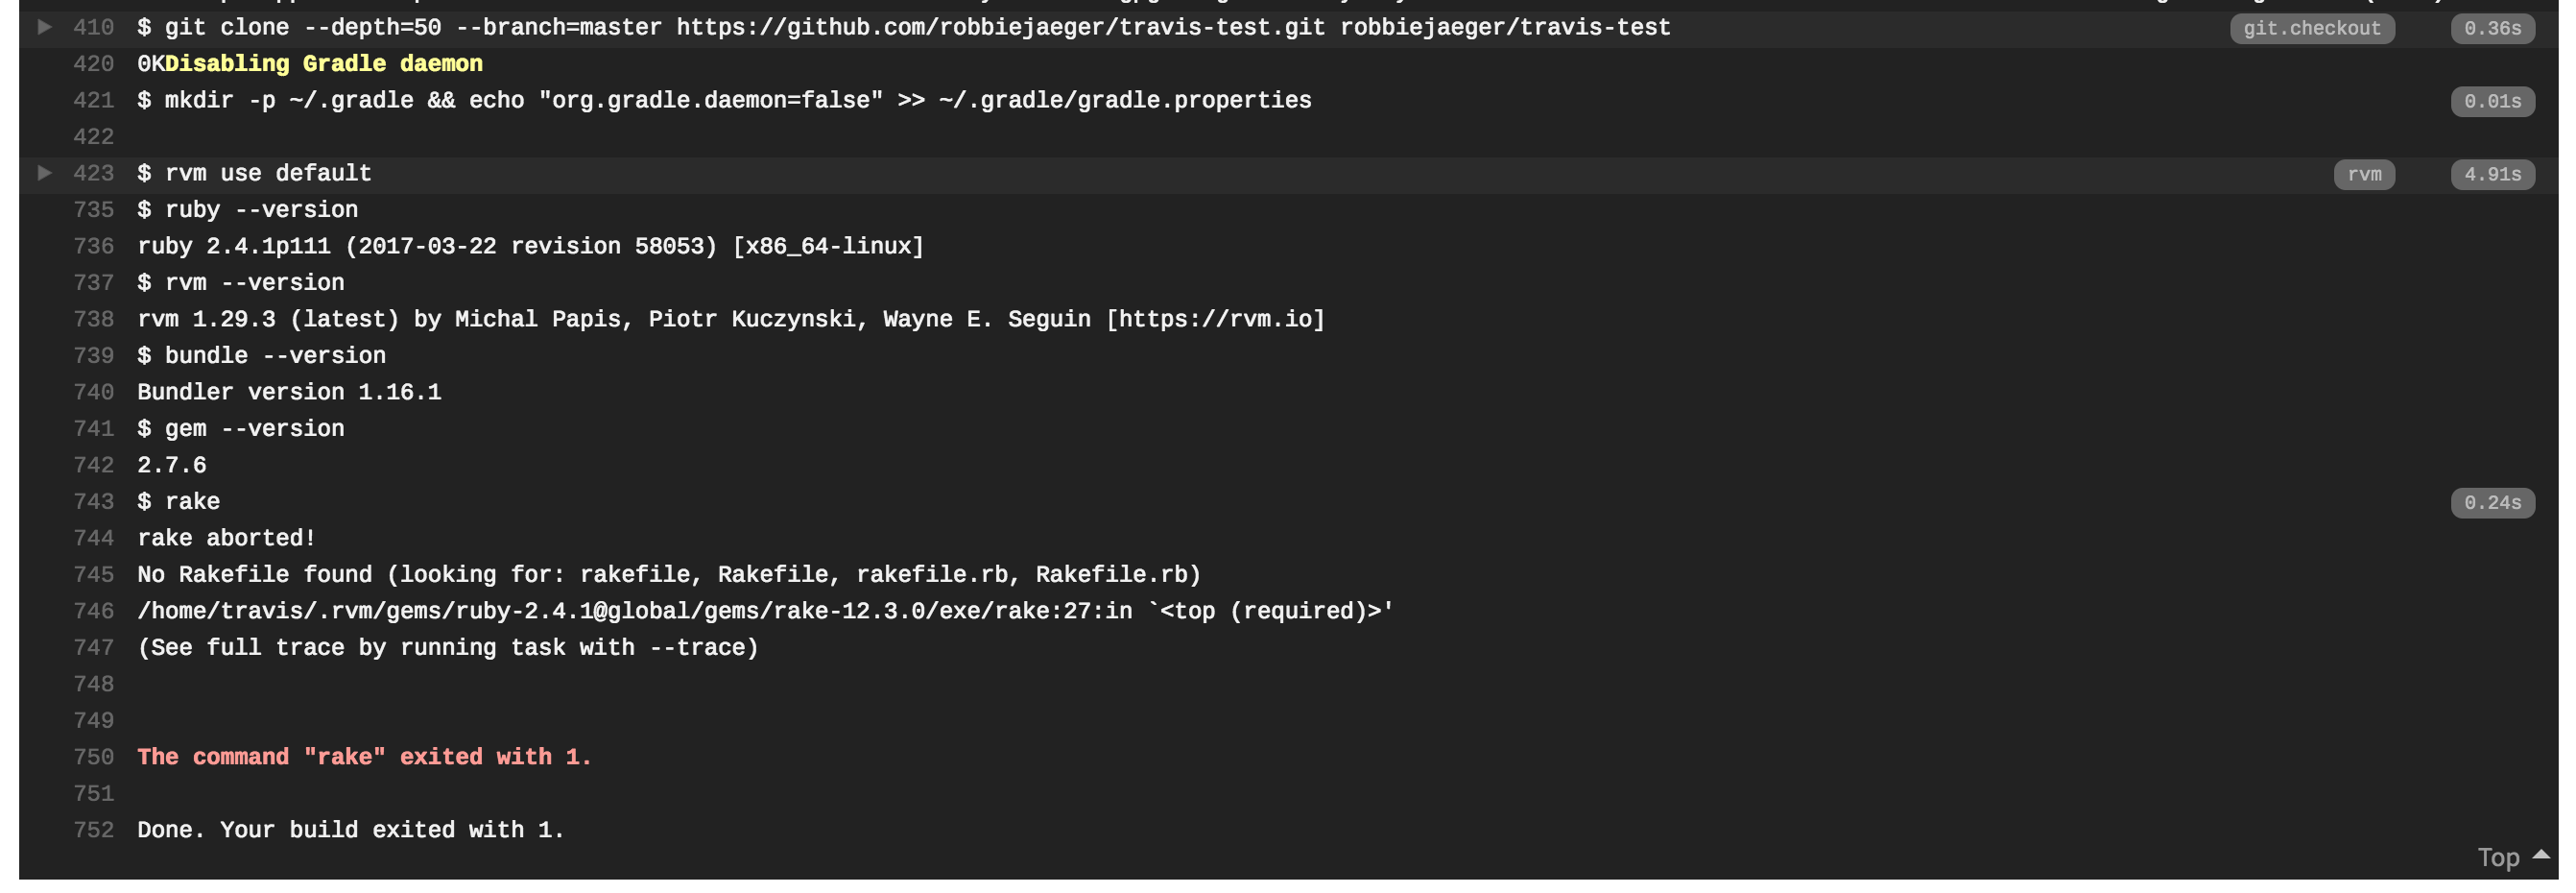 410 $ git clone --depth=50 --branch=master https://github.com/robbiejaeger/travis-test.git robbiejaeger/travis-test git.checkout 0.36s
420 0KDisabling Gradle daemon
421 $ mkdir -p ~/.gradle && echo "org.gradle.daemon=false" >> ~/.gradle/gradle.properties 0.01s
422
423 $ rvm use default rvm 4.91s
735 $ ruby --version
736 ruby 2.4.1p111 (2017-03-22 revision 58053) [x86_64-linux]
737 $ rvm --version
738 rvm 1.29.3 (latest) by Michal Papis, Piotr Kuczynski, Wayne E. Seguin [https://rvm.io]
739 $ bundle --version
740 Bundler version 1.16.1
741 $ gem --version
742 2.7.6
743 $ rake 0.24s
744 rake aborted!
745 No Rakefile found (looking for: rakefile, Rakefile, rakefile.rb, Rakefile.rb)
746 /home/travis/.rvm/gems/ruby-2.4.1@global/gems/rake-12.3.0/exe/rake:27:in `<top (required)>'
747 (See full trace by running task with --trace)
748
749
750 The command "rake" exited with 1.
751
752 Done. Your build exited with 1.
Top